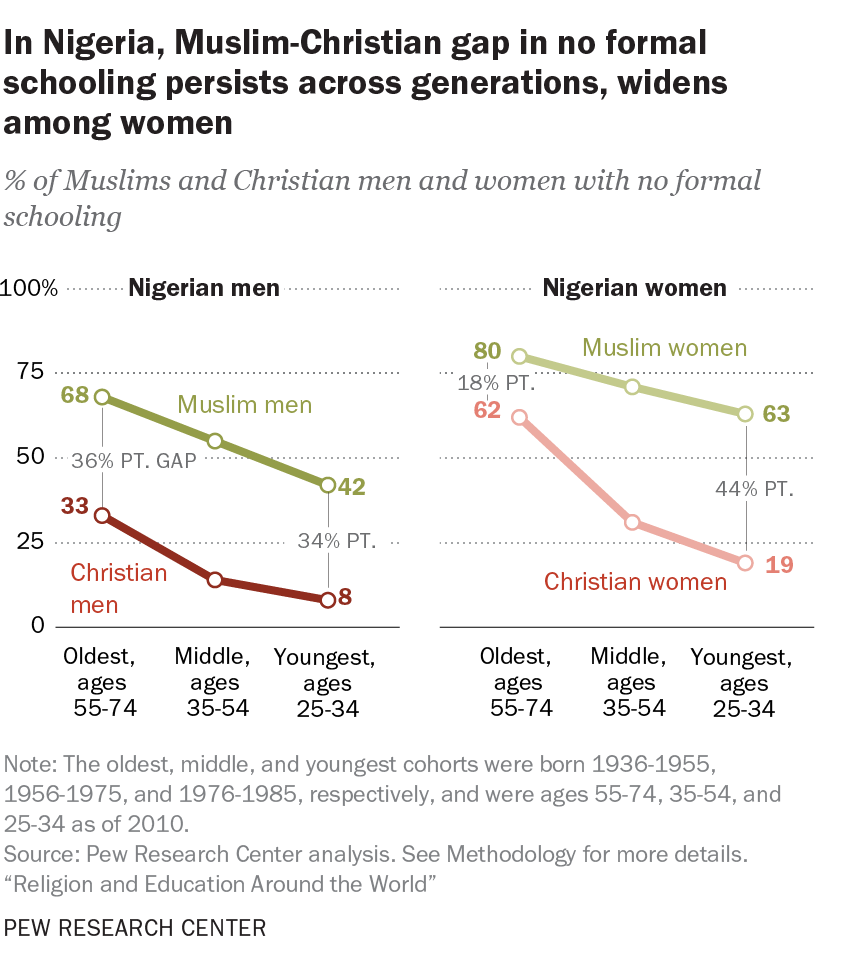 In Nigeria, Muslim-Christian gap in no formal
schooling persists across generations, widens
among women
% of Muslims and Christian men and women with no formal
schooling
100%
Nigerian men
75
68
Muslim men
50
36% PT. GAP
42
33
34% PT.
25
Christian
men
8
0
Oldest,
ages
55-74
Middle,
ages
35-54
Youngest,
ages
25-34
Nigerian women
80
Muslim women
18% PT.
62
63
44% PT.
19
Christian women
Oldest,
ages
55-74
Middle,
ages
35-54
Youngest,
ages
25-34
Note: The oldest, middle, and youngest cohorts were born 1936-1955,
1956-1975, and 1976-1985, respectively, and were ages 55-74, 35-54, and
25-34 as of 2010.
Source: Pew Research Center analysis. See Methodology for more details.
“Religion and Education Around the World”
PEW RESEARCH CENTER